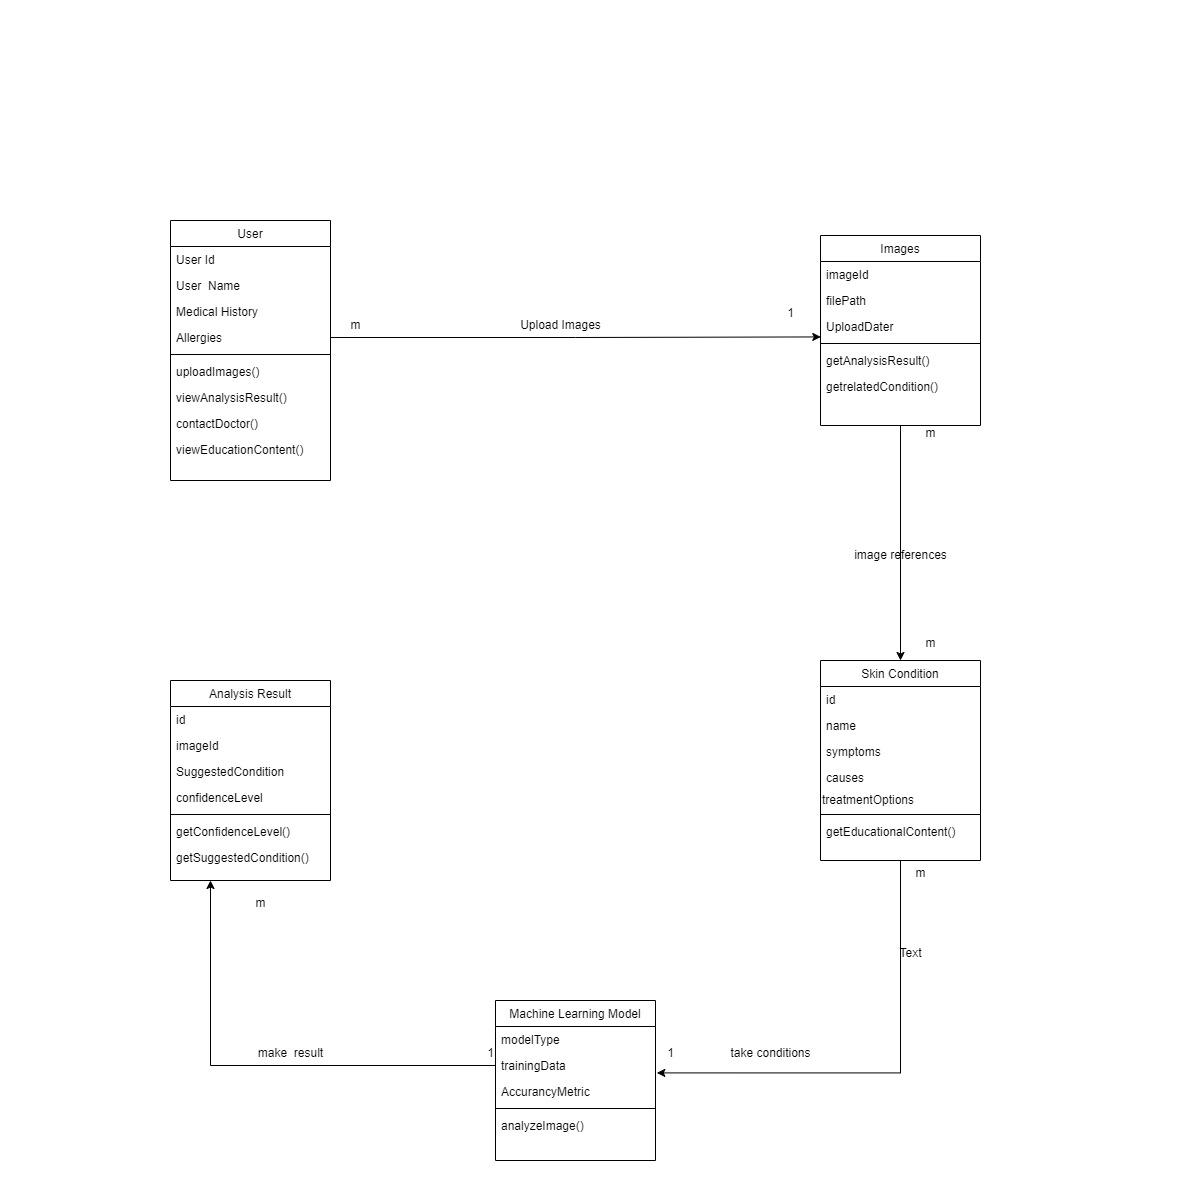 User
User Id
User  Name
Medical History
Allergies
uploadImages()
viewAnalysisResult()
contactDoctor()
viewEducationContent()
m
Upload Images
1
Images
imageId
filePath
UploadDater
getAnalysisResult()
getrelatedCondition()
m
image references
m
Skin Condition
id
name
symptoms
causes
treatmentOptions
getEducationalContent()
m
Text
take conditions
1
Machine Learning Model
modelType
trainingData
AccurancyMetric
analyzeImage()
1
make  result
m
Analysis Result
id
imageId
SuggestedCondition
confidenceLevel
getConfidenceLevel()
getSuggestedCondition()